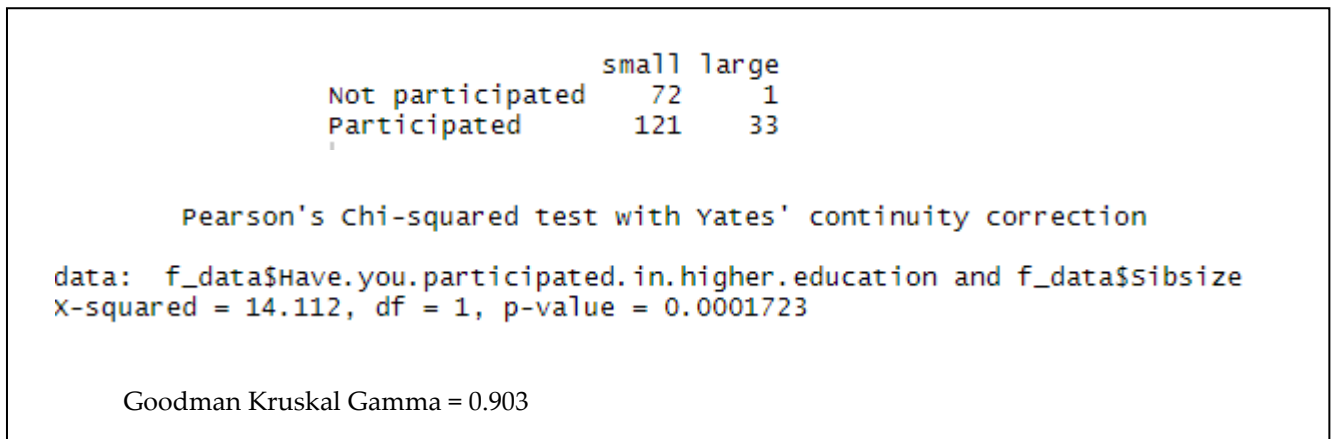 small large
Not participated 72 1
Participated 121 33
Pearson's Chi-squared test with Yates' continuity correction
data: f_data$Have.you.participated.in.higher.education and f_data$Sibsize
X-squared = 14.112, df = 1, p-value = 0.0001723
Goodman Kruskal Gamma = 0.903